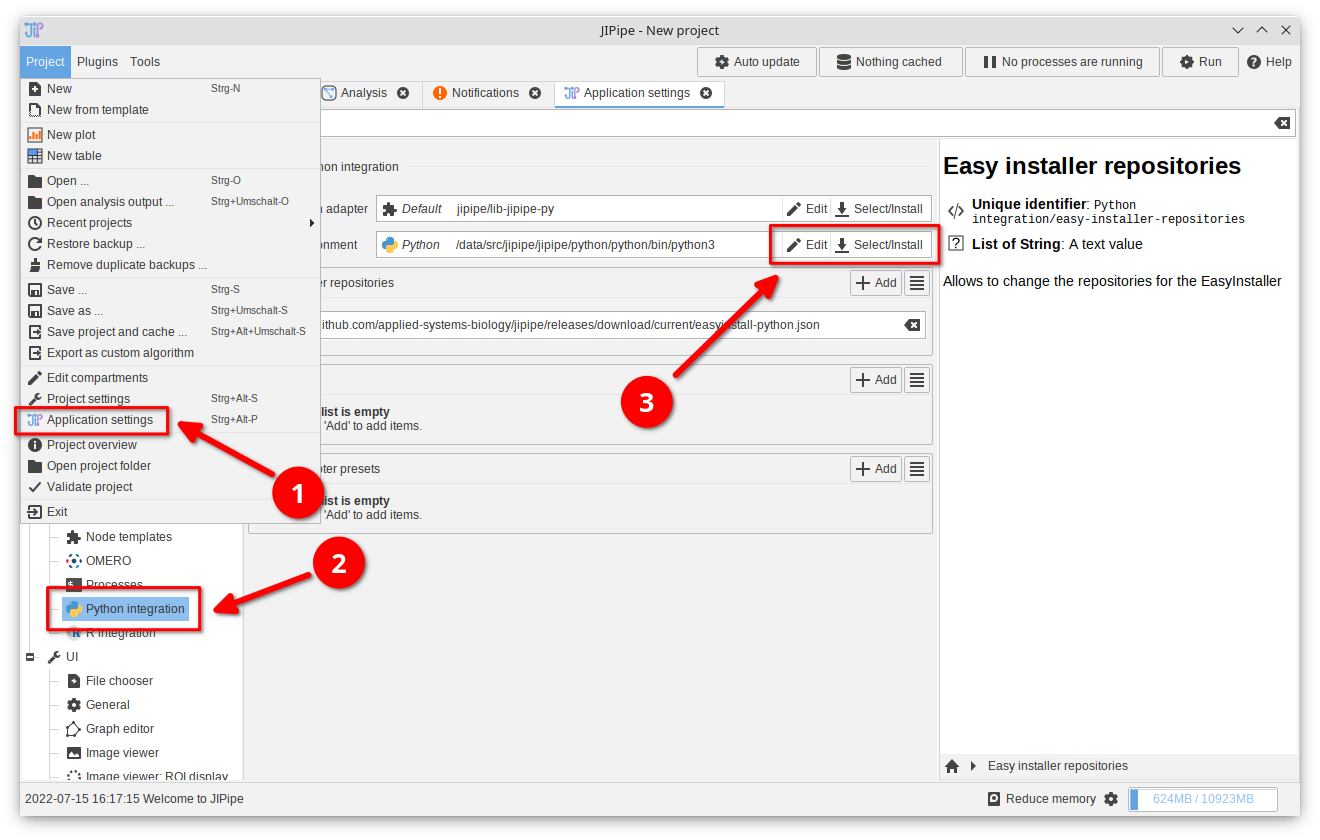 JIPipe - New project
Project Plugins Tools
Auto update
Nothing cached
No processes are running
Run
Help
New Strg-N
New from template
New plot
New table
Open ... Strg-O
Open analysis output ... Strg+Umschalt-O
Recent projects
Restore backup ...
Remove duplicate backups ...
Save ... Strg-S
Save as ... Strg+Umschalt-S
Save project and cache ... Strg+Alt+Umschalt-S
Export as custom algorithm
Edit compartments
Project settings Strg+Alt-S
Application settings Strg+Alt-P
Project overview
Open project folder
Validate project
Exit
Node templates
OMERO
Processes
Python integration
R integration
UI
File chooser
General
Graph editor
Image viewer
Image viewer: ROI display
Analysis
Notifications
Application settings
on integration
adapter Default jipipe/lib-jipipe-py Edit Select/Install
onment Python /data/src/jipipe/jipipe/python/python/bin/python3 Edit Select/Install
r repositories Add
ithub.com/applied-systems-biology/jipipe/releases/download/current/easyinstall-python.json
Add
list is empty
'Add' to add items.
ter presets Add
list is empty
'Add' to add items.
1
2
3
Easy installer repositories
Unique identifier: Python
integration/easy-installer-repositories
List of String: A text value
Allows to change the repositories for the EasyInstaller
Easy installer repositories
2022-07-15 16:17:15 Welcome to JIPipe
Reduce memory
624MB / 10923MB